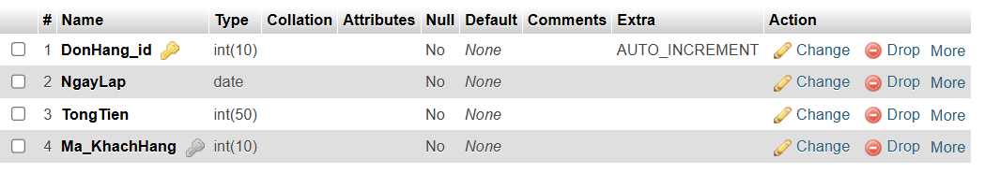 # Name Type Collation Attributes Null Default Comments Extra Action
1 DonHang_id int(10) No None AUTO_INCREMENT Change Drop More
2 NgayLap date No None Change Drop More
3 TongTien int(50) No None Change Drop More
4 Ma_KhachHang int(10) No None Change Drop More